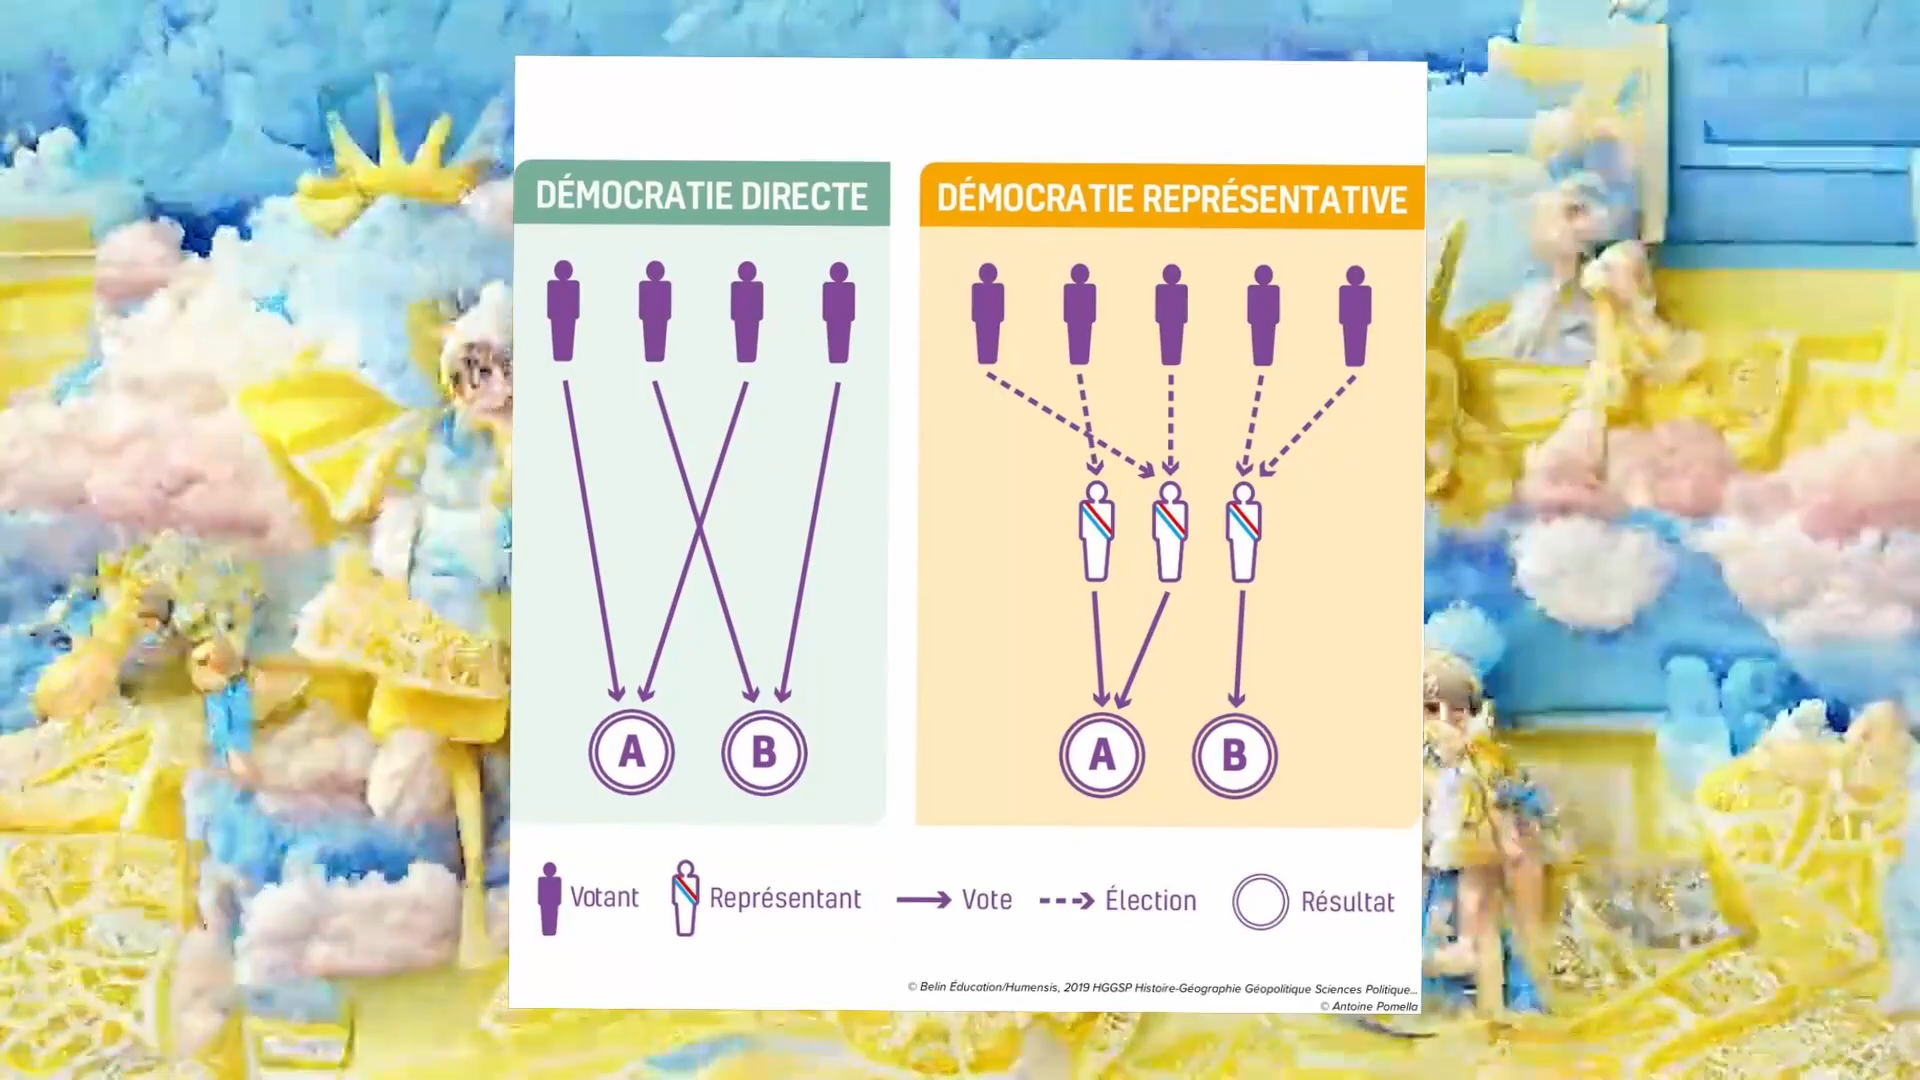 DÉMOCRATIE DIRECTE
DÉMOCRATIE REPRÉSENTATIVE
A
B
A
B
Votant
Représentant
Vote
Élection
Résultat
© Belin Éducation/Humensis, 2019 HGGSP Histoire-Géographie Géopolitique Sciences Politique...
© Antoine Pomella